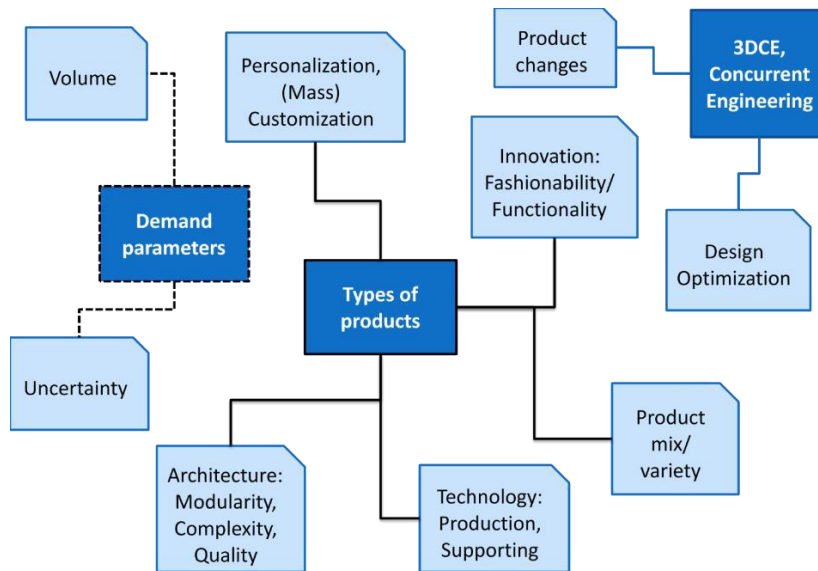 Volume
Personalization,
(Mass)
Customization
Product
changes
3DCE,
Concurrent
Engineering
Innovation:
Fashionability/
Functionality
Demand
parameters
Design
Optimization
Types of
products
Uncertainty
Product
mix/
variety
Architecture:
Modularity,
Complexity,
Quality
Technology:
Production,
Supporting